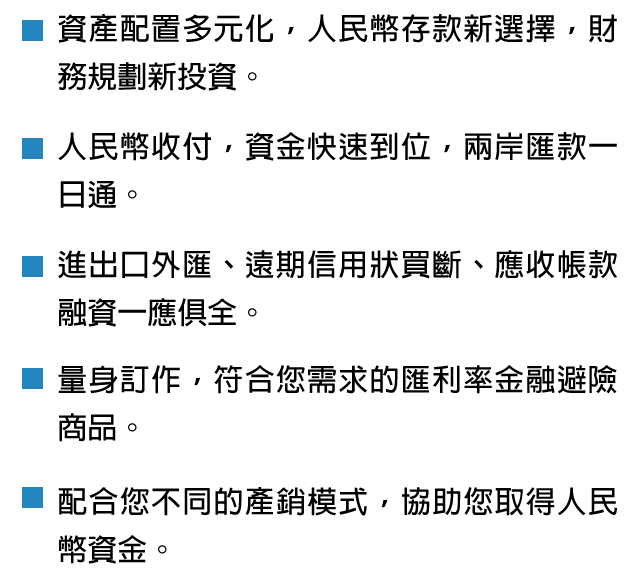 資產配置多元化，人民幣存款新選擇，財
務規劃新投資。
人民幣收付，資金快速到位，兩岸匯款一
日通。
進出口外匯、遠期信用狀買斷、應收帳款
融資一應俱全。
量身訂作，符合您需求的匯利率金融避險
商品。
配合您不同的產銷模式，協助您取得人民
幣資金。